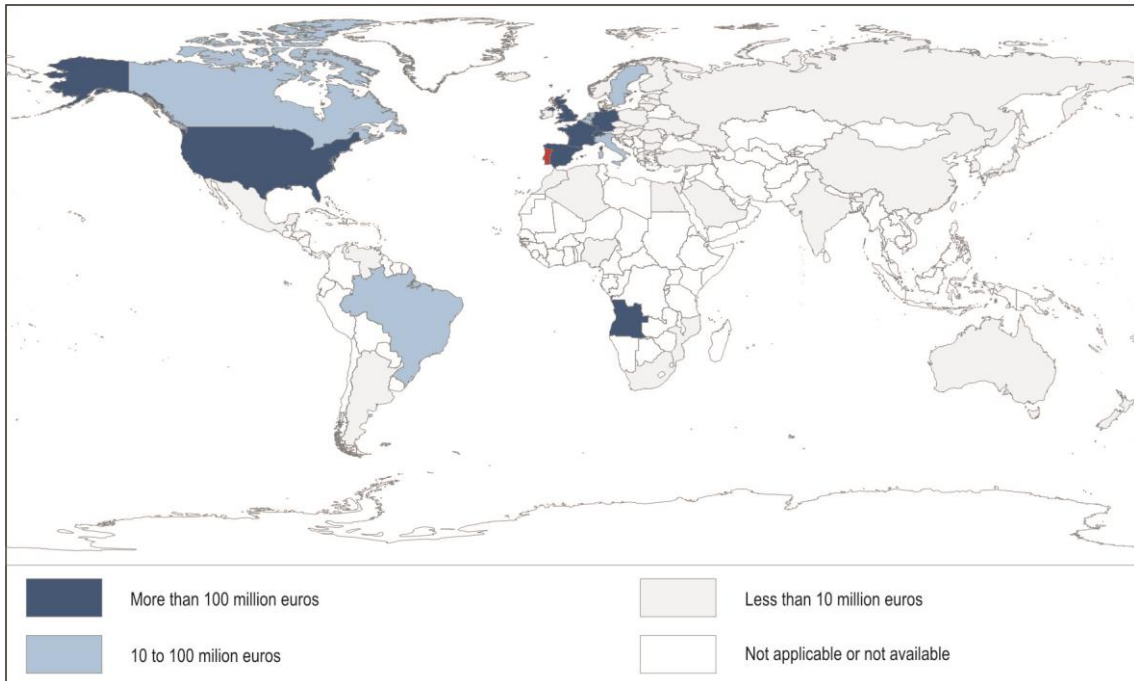 More than 100 million euros
Less than 10 million euros
10 to 100 milion euros
Not applicable or not available